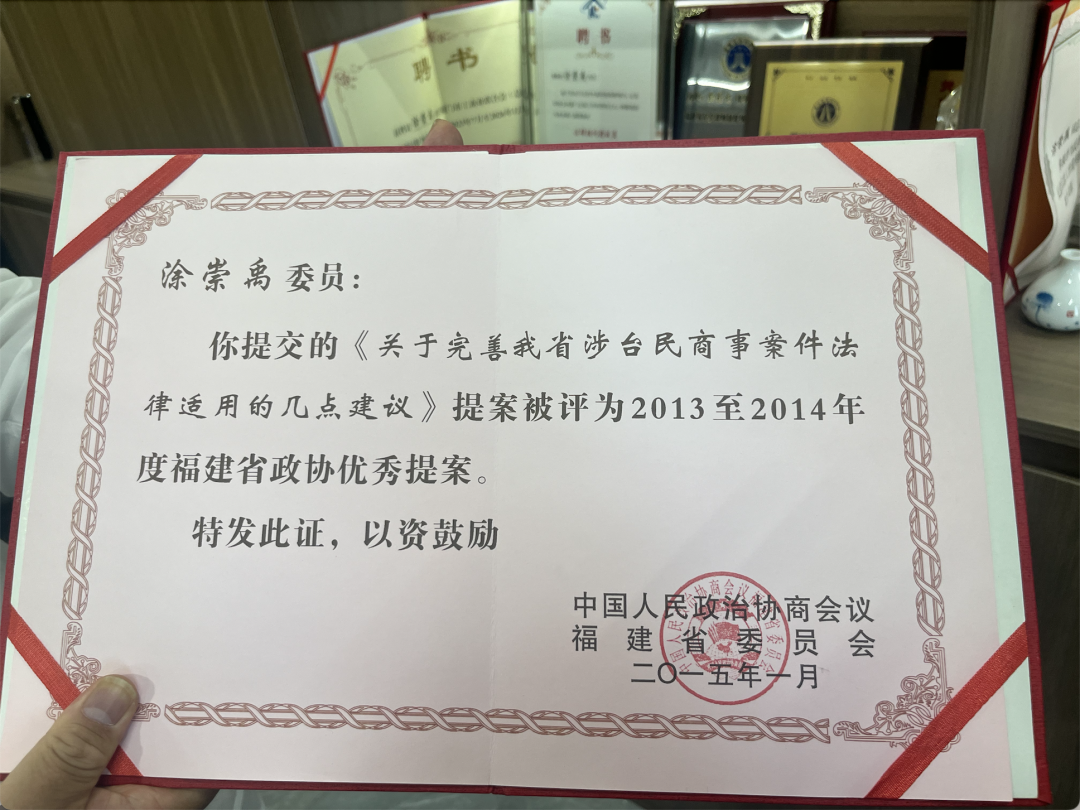 聘书
聘书
涂崇禹委员：
你提交的《关于完善我省涉台民商事案件法
律适用的几点建议》提案被评为2013至2014年
度福建省政协优秀提案。
特发此证，以资鼓励
中国人民政治协商会议
福建省委员会
二〇一五年一月